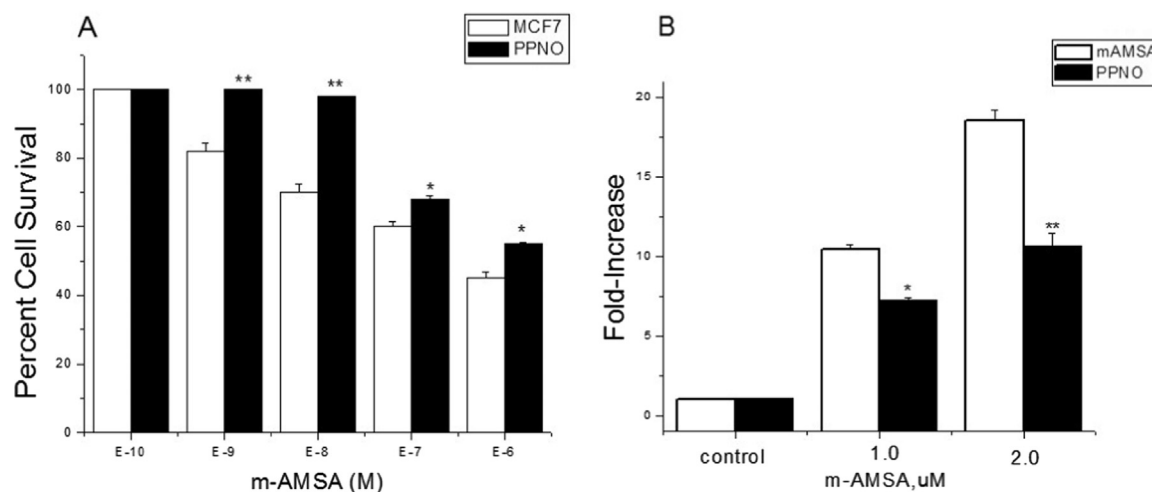 A
MCF7
PPNO
Percent Cell Survival
100
80
60
40
20
0
**
**
*
*
E-10
E-9
E-8
E-7
E-6
m-AMSA (M)
B
mAMSA
PPNO
Fold-Increase
20
15
10
5
0
*
**
control
1.0
2.0
m-AMSA,uM